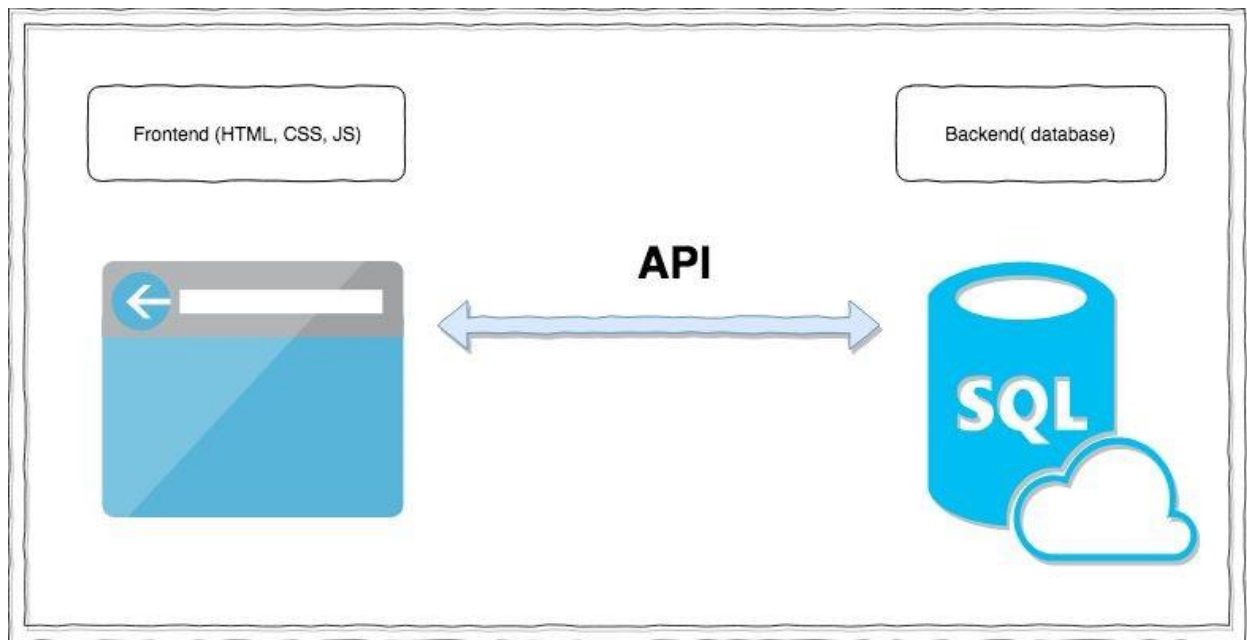 Frontend (HTML, CSS, JS)
Backend( database)
API
SQL